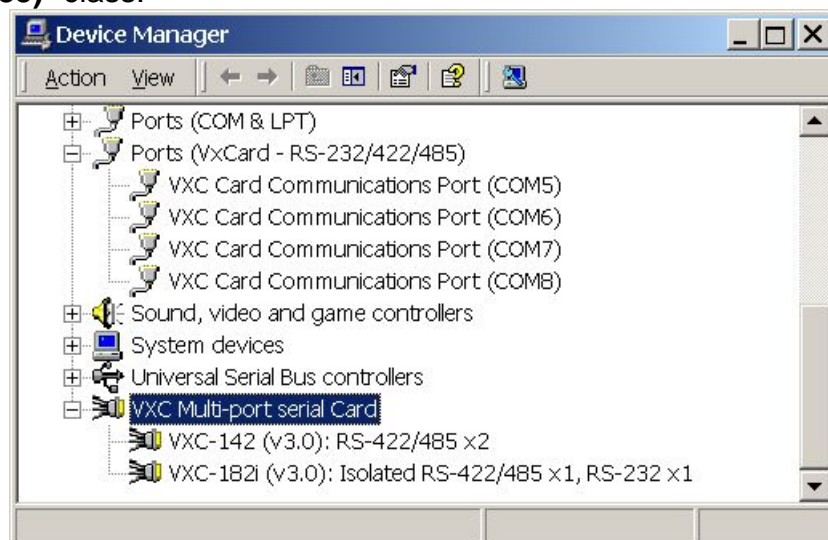 class.
Device Manager
Action View
Ports (COM & LPT)
Ports (VxCard - RS-232/422/485)
VXC Card Communications Port (COM5)
VXC Card Communications Port (COM6)
VXC Card Communications Port (COM7)
VXC Card Communications Port (COM8)
Sound, video and game controllers
System devices
Universal Serial Bus controllers
VXC Multi-port serial Card
VXC-142 (v3.0): RS-422/485 x2
VXC-182i (v3.0): Isolated RS-422/485 x1, RS-232 x1